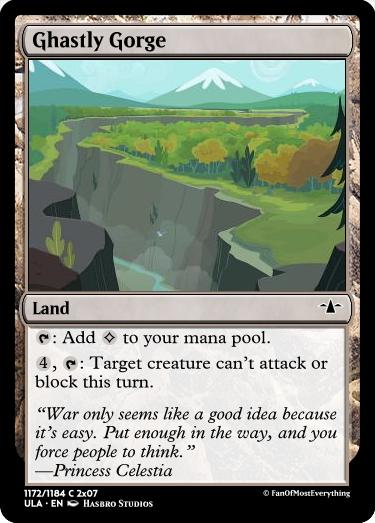 Ghastly Gorge
Land
: Add to your mana pool.
4, : Target creature can't attack or
block this turn.
“War only seems like a good idea because
it's easy. Put enough in the way, and you
force people to think.”
—Princess Celestia
1172/1184 C 2x07
ULA · EN HASBRO STUDIOS
© FanOfMostEverything